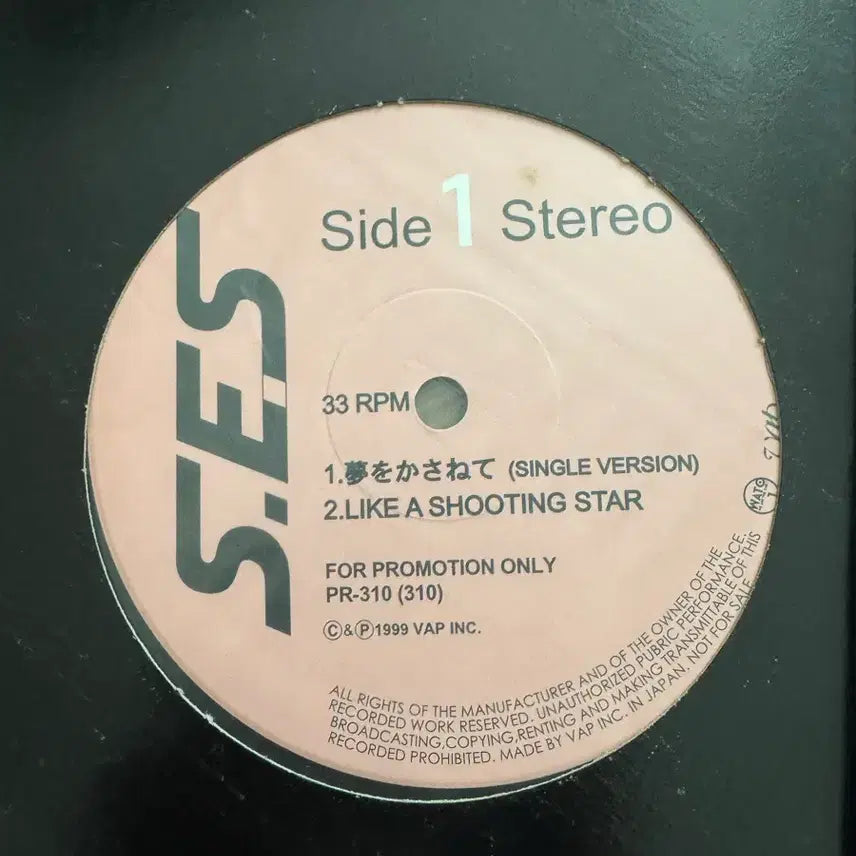 S.E.S
Side 1 Stereo
33 RPM
1.夢をかさねて (SINGLE VERSION)
2.LIKE A SHOOTING STAR
FOR PROMOTION ONLY
PR-310 (310)
Ⓒ&Ⓟ1999 VAP INC.
ALL RIGHTS OF THE MANUFACTURER AND OF THE OWNER OF THE
RECORDED WORK RESERVED. UNAUTHORIZED PUBRIC PERFORMANCE,
BROADCASTING,COPYING,RENTING AND MAKING TRANSMITTABLE OF THIS
RECORDED PROHIBITED. MADE BY VAP INC. IN JAPAN. NOT FOR SALE